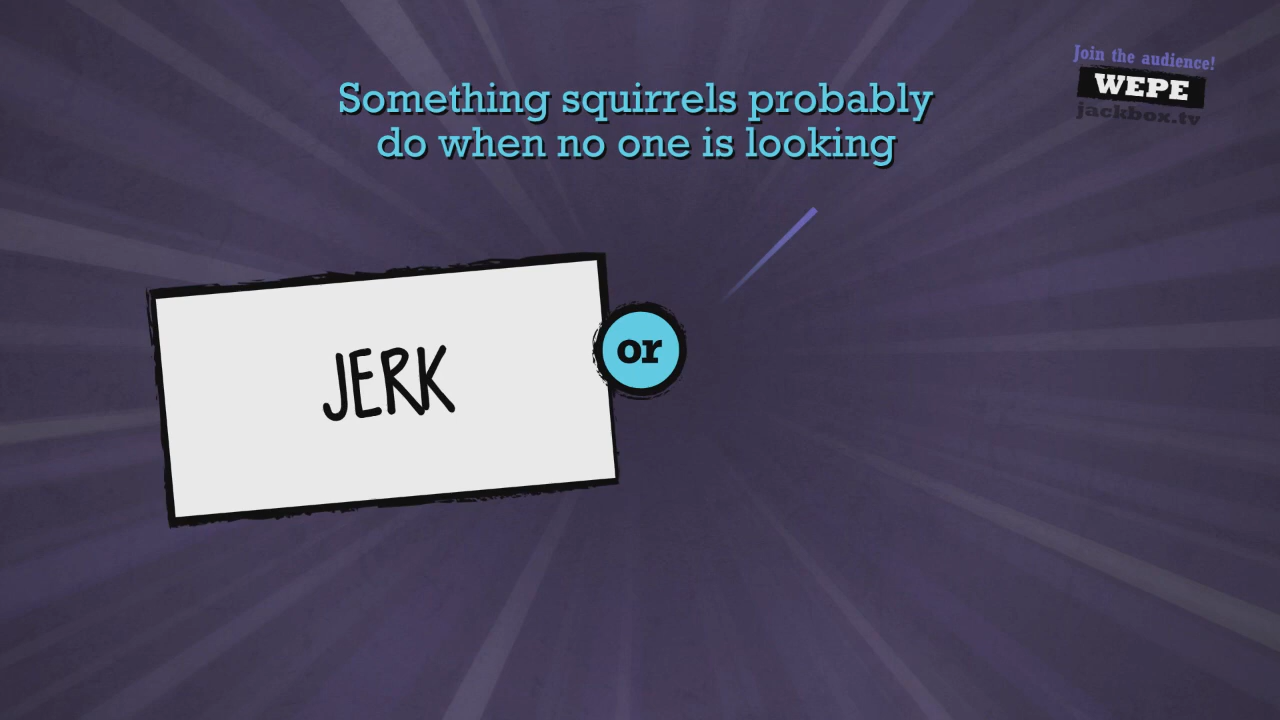 Join the audience!
WEPE
jackbox.tv
Something squirrels probably
do when no one is looking
JERK
or